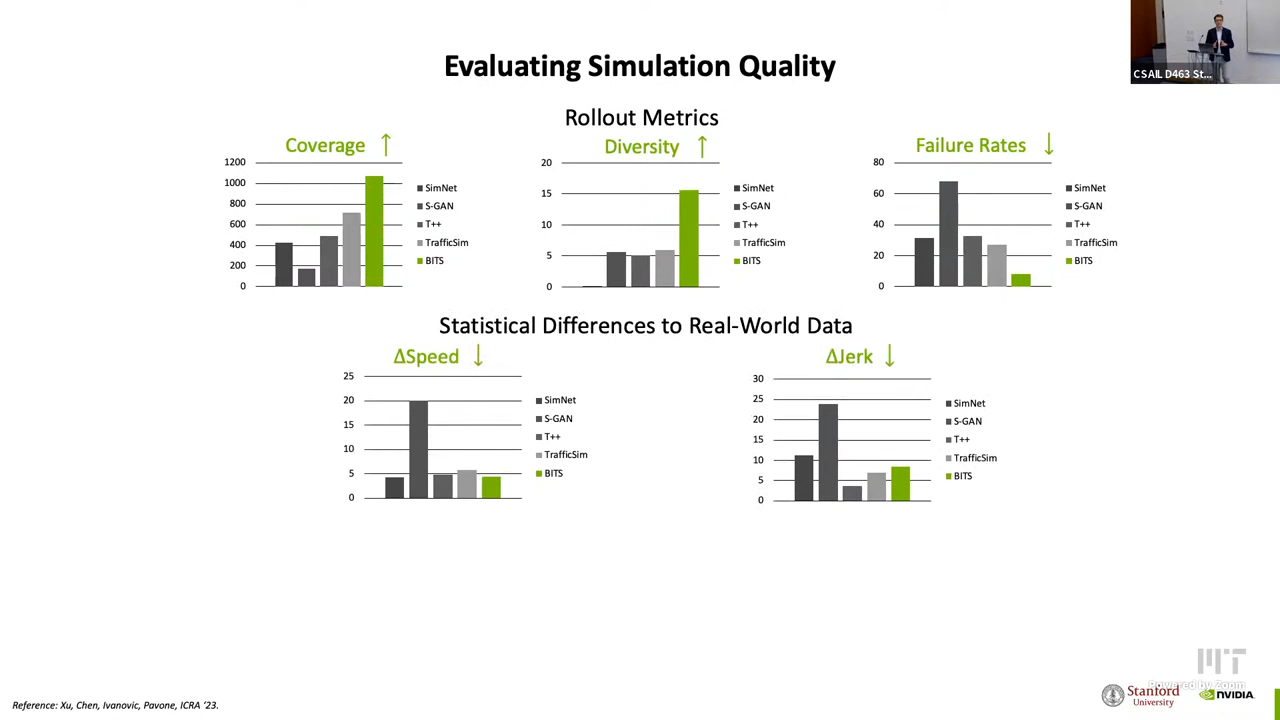 CSAIL D463 St...
Evaluating Simulation Quality
Rollout Metrics
Coverage ↑
1200
1000
800
600
400
200
0
SimNet
S-GAN
T++
TrafficSim
BITS
Diversity ↑
20
15
10
5
0
SimNet
S-GAN
T++
TrafficSim
BITS
Failure Rates ↓
80
60
40
20
0
SimNet
S-GAN
T++
TrafficSim
BITS
Statistical Differences to Real-World Data
ΔSpeed ↓
25
20
15
10
5
0
SimNet
S-GAN
T++
TrafficSim
BITS
ΔJerk ↓
30
25
20
15
10
5
0
SimNet
S-GAN
T++
TrafficSim
BITS
MIT
Powered by Zoom
Stanford
University
NVIDIA.
Reference: Xu, Chen, Ivanovic, Pavone, ICRA ‘23.